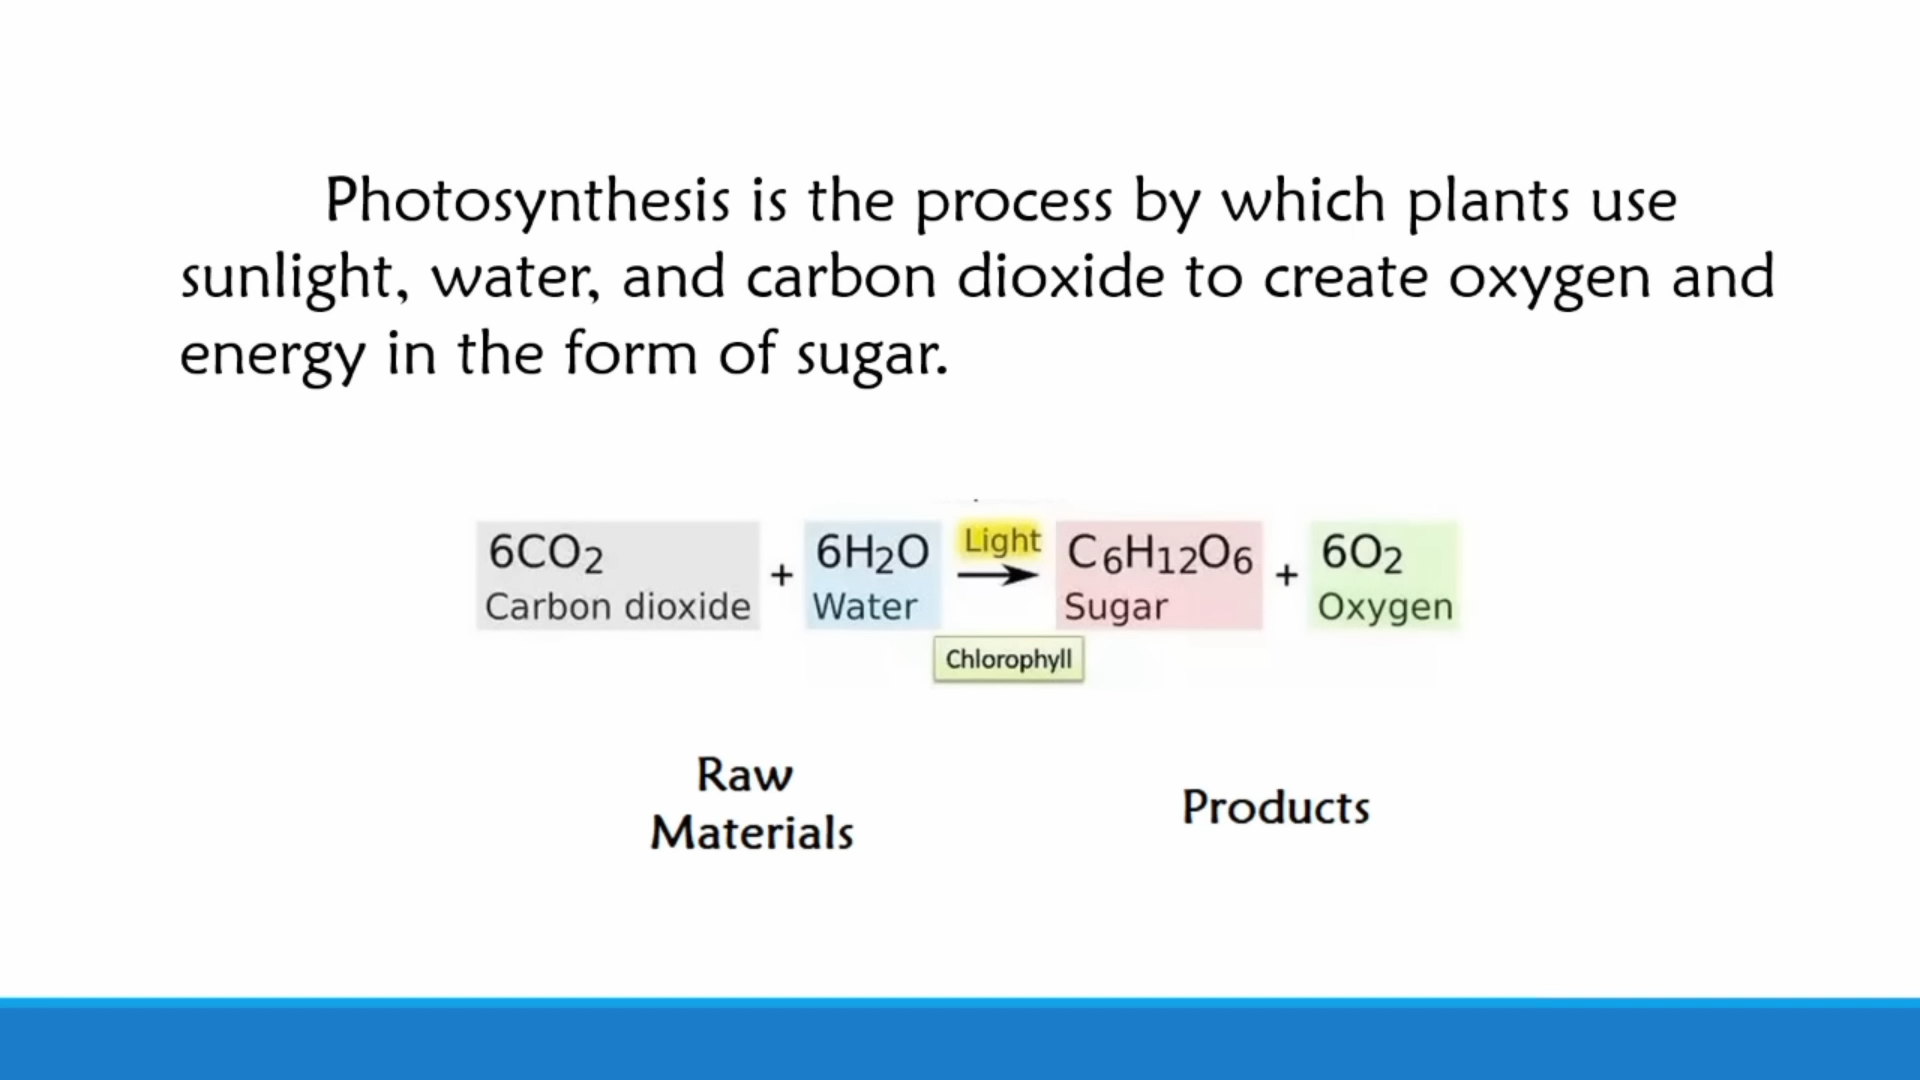 Photosynthesis is the process by which plants use
sunlight, water, and carbon dioxide to create oxygen and
energy in the form of sugar.
6CO2 + 6H2O Light C6H12O6 + 6O2
Carbon dioxide Water Sugar Oxygen
Chlorophyll
Raw
Materials
Products